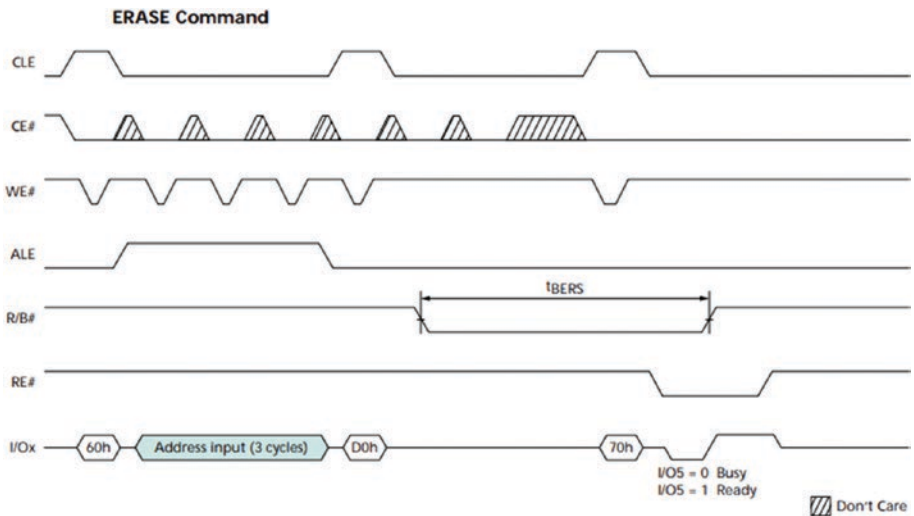 ERASE Command
CLE
CE#
WE#
ALE
tBERS
R/B#
RE#
I/Ox
60h
Address input (3 cycles)
D0h
70h
I/O5 = 0 Busy
I/O5 = 1 Ready
Don't Care